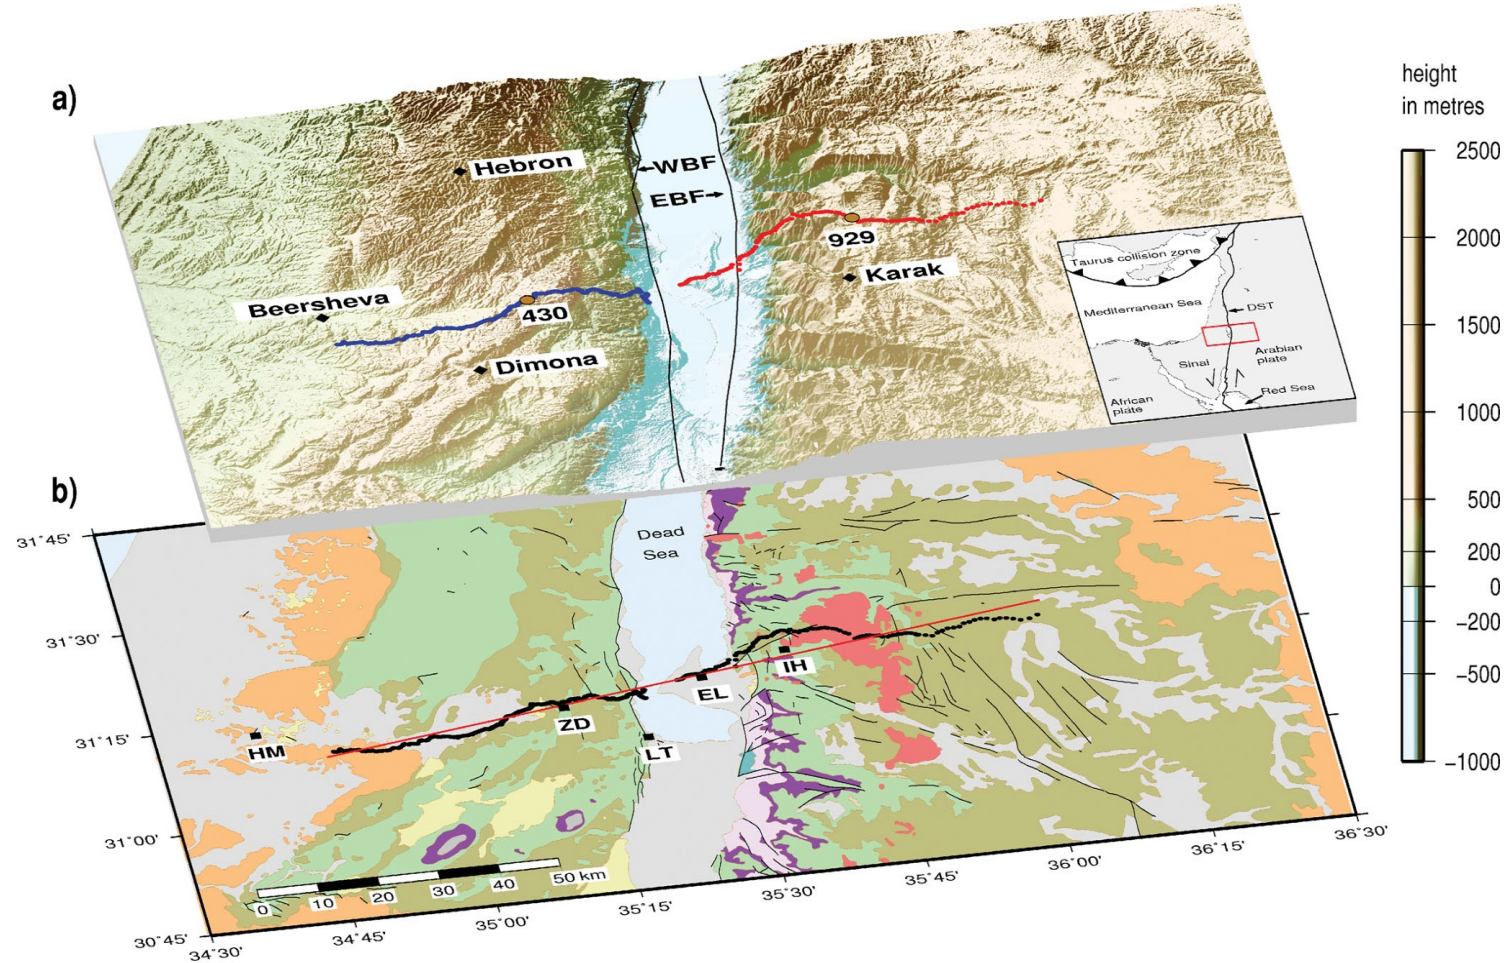 a)
height
in metres
2500
2000
1500
1000
500
200
0
−200
−500
−1000
Hebron
WBF
EBF
929
Karak
Beersheva
430
Dimona
Taurus collision zone
Mediterranean Sea
DST
Sinai
Arabian
plate
African
plate
Red Sea
b)
31˚45'
31˚30'
31˚15'
31˚00'
30˚45'
Dead
Sea
IH
EL
ZD
LT
HM
0
10
20
30
40
50 km
34˚30'
34˚45'
35˚00'
35˚15'
35˚30'
35˚45'
36˚00'
36˚15'
36˚30'